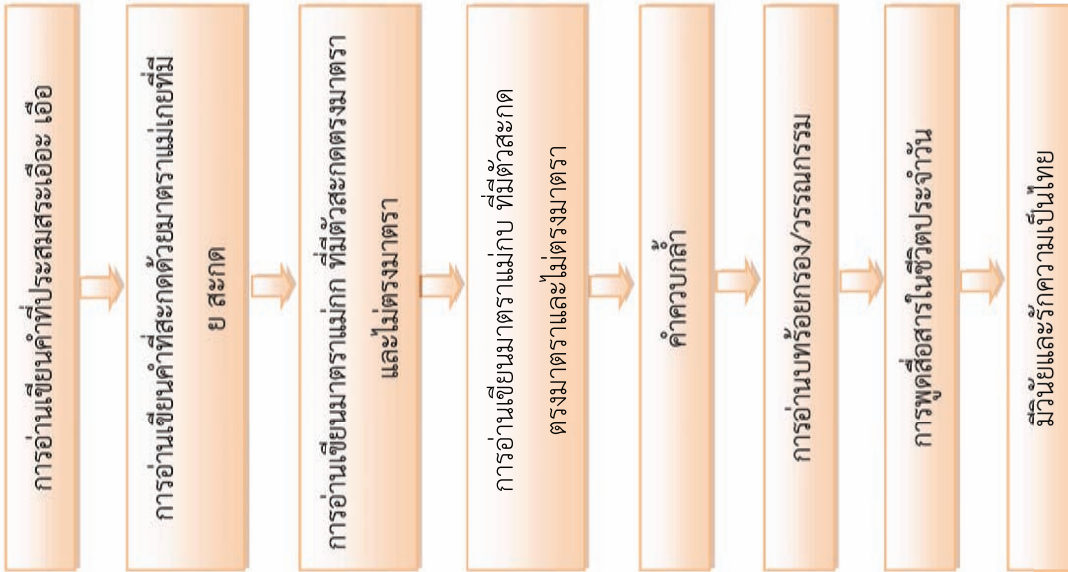 การอ่านเขียนคำที่ประสมสระเอือะ เอือ
การอ่านเขียนคำที่สะกดด้วยมาตราแม่เกยที่มี
ย สะกด
การอ่านเขียนมาตราแม่กก ที่มีตัวสะกดตรงมาตรา
และไม่ตรงมาตรา
การอ่านเขียนมาตราแม่กบ ที่มีตัวสะกด
ตรงมาตราและไม่ตรงมาตรา
คำควบกล้ำ
การอ่านบทร้อยกรอง/วรรณกรรม
การพูดสื่อสารในชีวิตประจำวัน
มีวินัยและรักความเป็นไทย